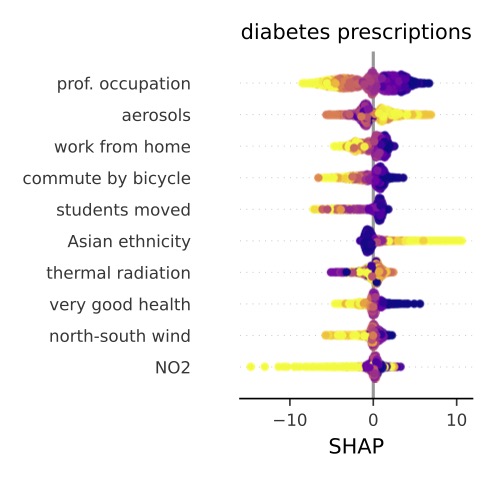 diabetes prescriptions
prof. occupation
aerosols
work from home
commute by bicycle
students moved
Asian ethnicity
thermal radiation
very good health
north-south wind
NO2
−10 0 10
SHAP